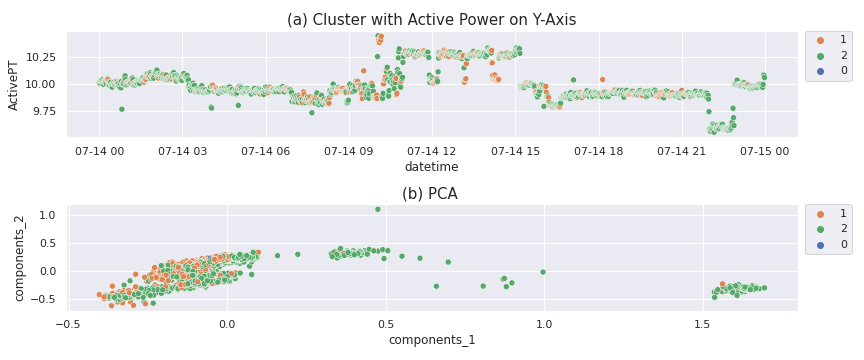 (a) Cluster with Active Power on Y-Axis
ActivePT
10.25
10.00
9.75
07-14 00 07-14 03 07-14 06 07-14 09 07-14 12 07-14 15 07-14 18 07-14 21 07-15 00
datetime
1
2
0
(b) PCA
components_2
1.0
0.5
0.0
−0.5
−0.5 0.0 0.5 1.0 1.5
components_1
1
2
0